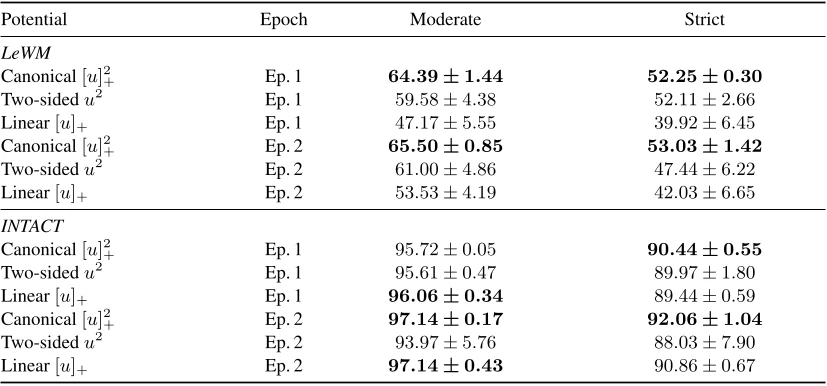 Potential Epoch Moderate Strict
LeWM
Canonical [u]²₊ Ep. 1 64.39 ± 1.44 52.25 ± 0.30
Two-sided u² Ep. 1 59.58 ± 4.38 52.11 ± 2.66
Linear [u]₊ Ep. 1 47.17 ± 5.55 39.92 ± 6.45
Canonical [u]²₊ Ep. 2 65.50 ± 0.85 53.03 ± 1.42
Two-sided u² Ep. 2 61.00 ± 4.86 47.44 ± 6.22
Linear [u]₊ Ep. 2 53.53 ± 4.19 42.03 ± 6.65
INTACT
Canonical [u]²₊ Ep. 1 95.72 ± 0.05 90.44 ± 0.55
Two-sided u² Ep. 1 95.61 ± 0.47 89.97 ± 1.80
Linear [u]₊ Ep. 1 96.06 ± 0.34 89.44 ± 0.59
Canonical [u]²₊ Ep. 2 97.14 ± 0.17 92.06 ± 1.04
Two-sided u² Ep. 2 93.97 ± 5.76 88.03 ± 7.90
Linear [u]₊ Ep. 2 97.14 ± 0.43 90.86 ± 0.67